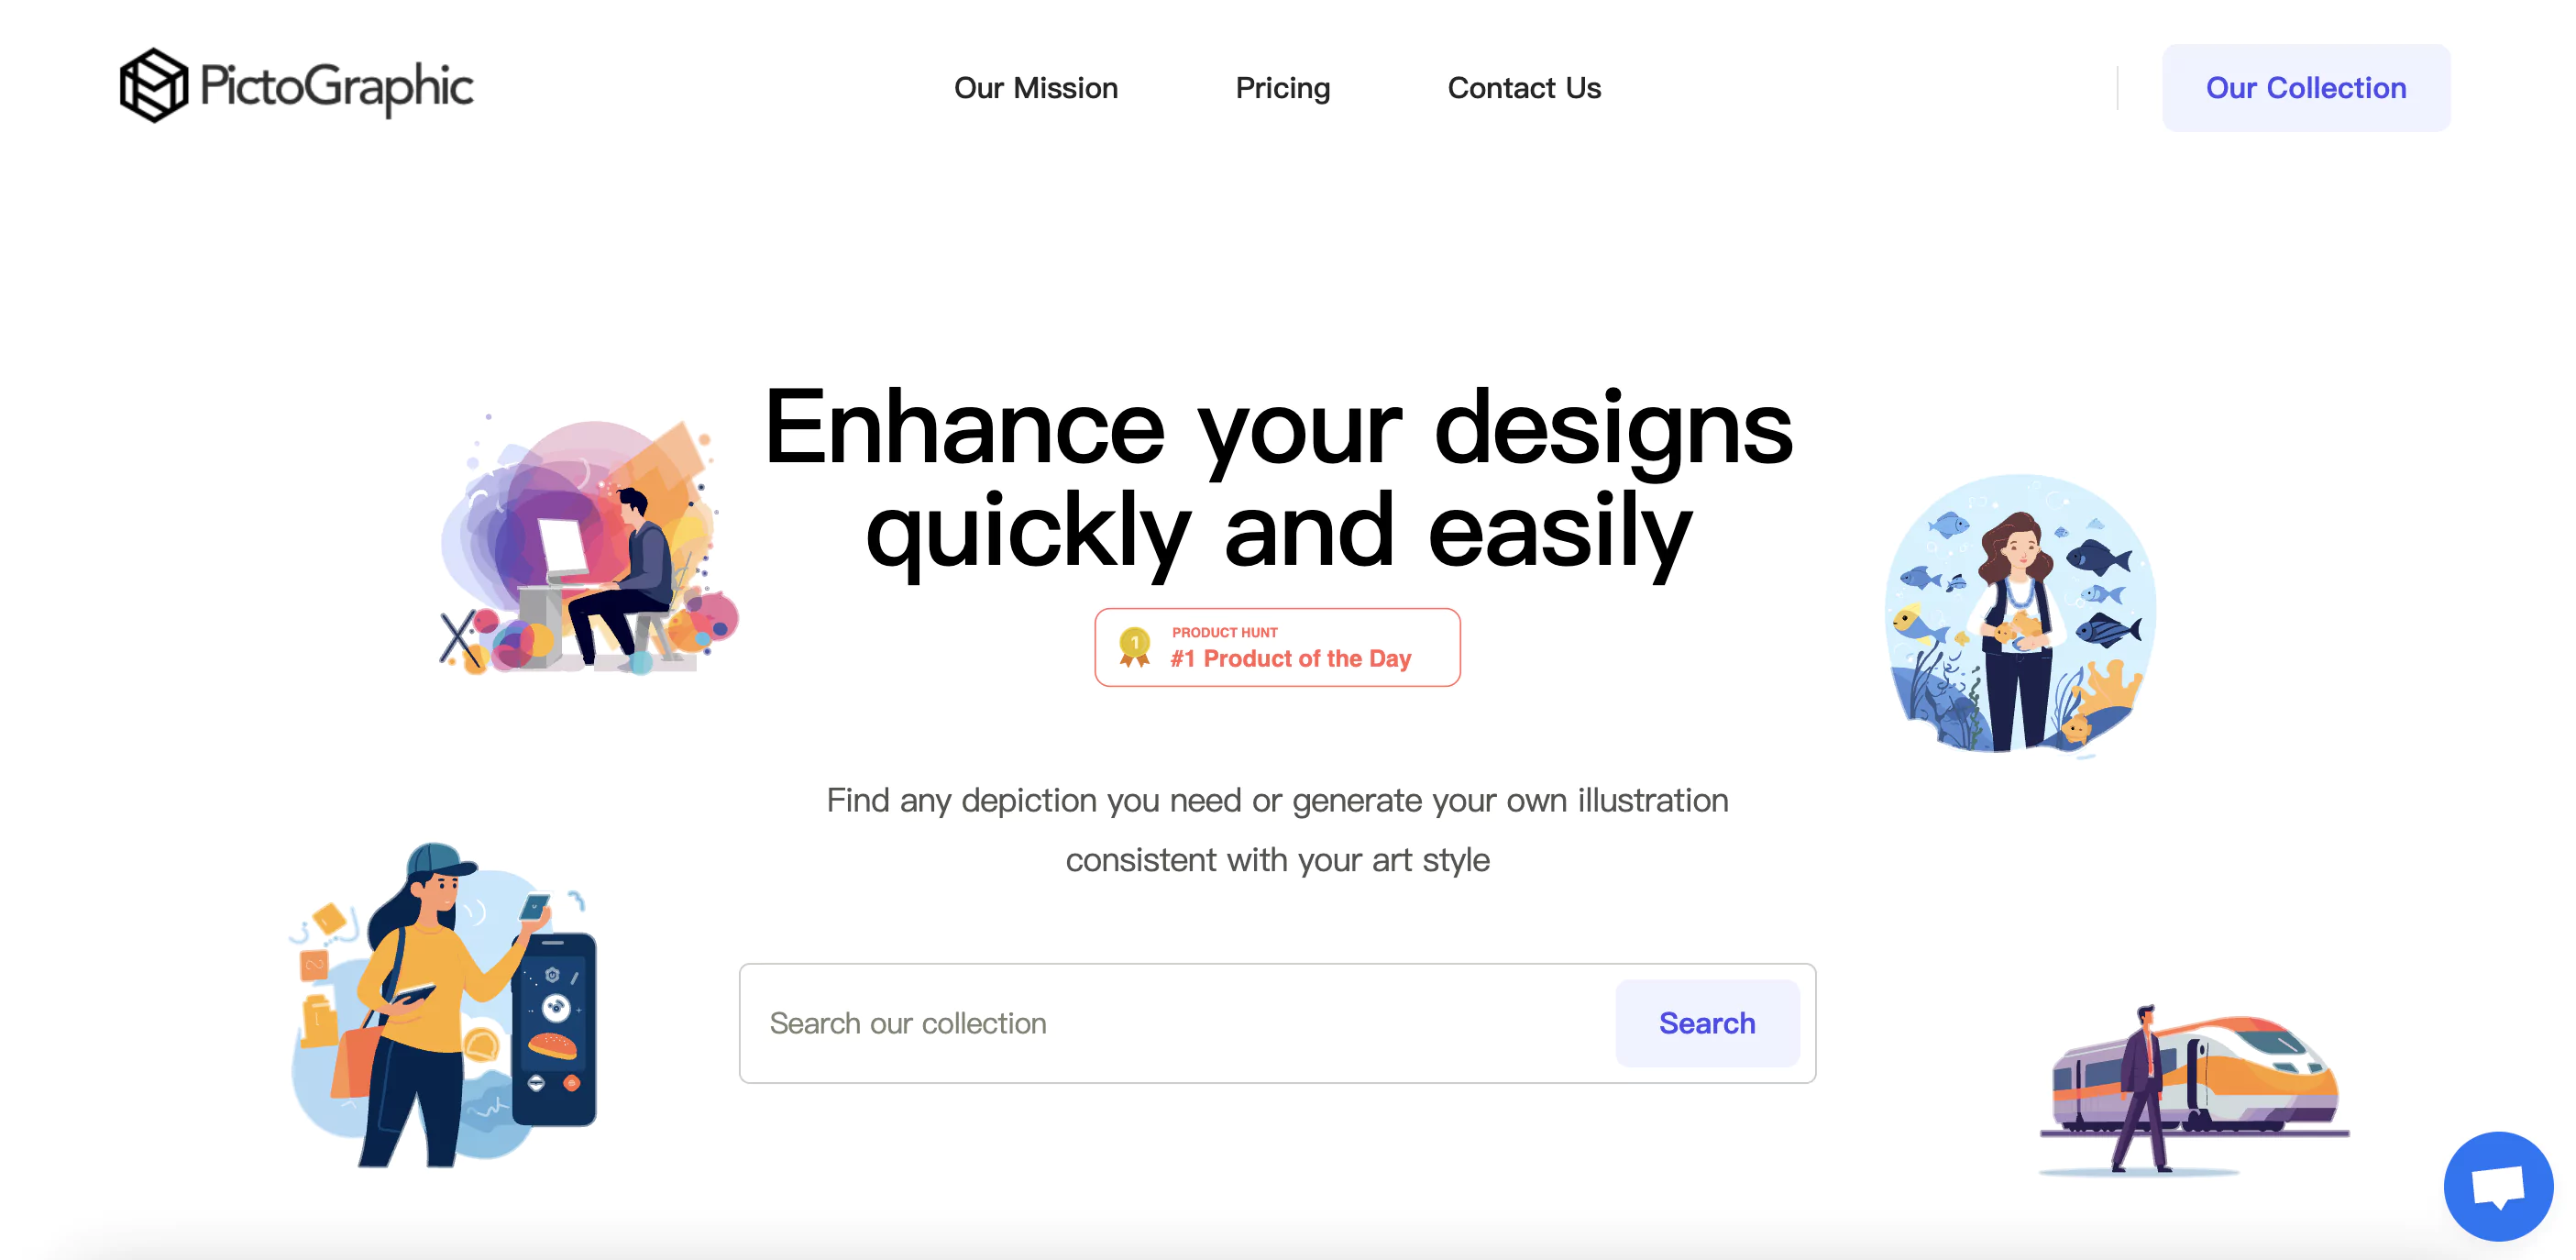 PictoGraphic
Our Mission
Pricing
Contact Us
Our Collection
Enhance your designs
quickly and easily
1
PRODUCT HUNT
#1 Product of the Day
Find any depiction you need or generate your own illustration
consistent with your art style
Search our collection
Search